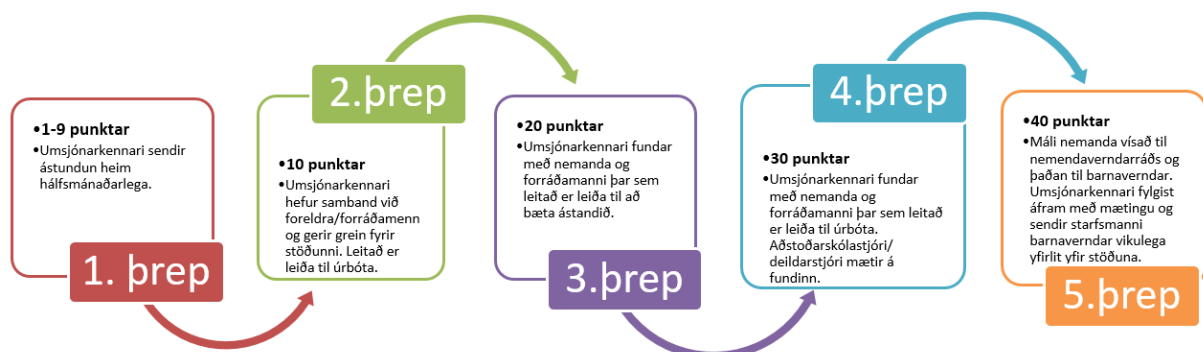 •1-9 punktar
•Umsjónarkennari sendir
ástundun heim
hálfsmánaðarlega.
1. þrep
2.þrep
•10 punktar
•Umsjónarkennari
hefur samband við
foreldra/forráðamenn
og gerir grein fyrir
stöðunni. Leitað er
leiða til úrbóta.
•20 punktar
•Umsjónarkennari fundar
með nemanda og
forráðamanni þar sem
leitað er leiða til að
bæta ástandið.
3.þrep
4.þrep
•30 punktar
•Umsjónarkennari fundar
með nemanda og
forráðamanni þar sem leitað
er leiða til úrbóta.
Aðstoðarskólastjóri/
deildarstjóri mætir á
fundinn.
•40 punktar
•Máli nemanda vísað til
nemendaverndarráðs og
þaðan til barnaverndar.
Umsjónarkennari fylgist
áfram með mætingu og
sendir starfsmanni
barnaverndar vikulega
yfirlit yfir stöðuna.
5.þrep